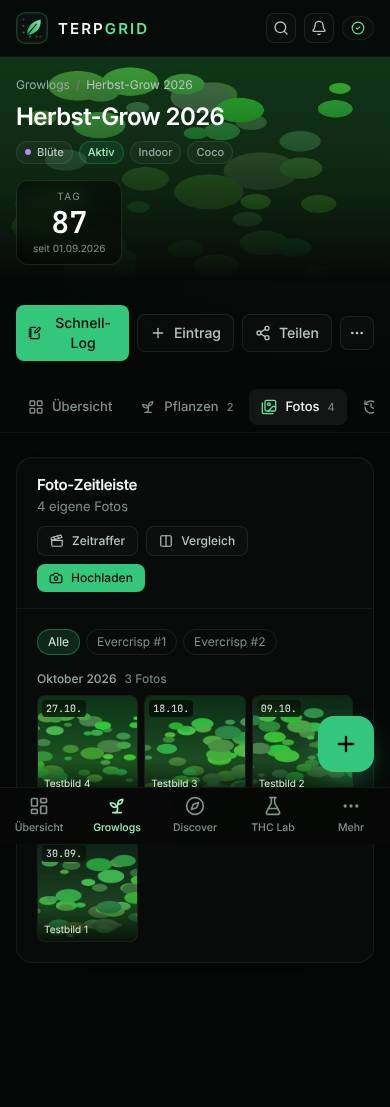 TERPGRID
Growlogs / Herbst-Grow 2026
Herbst-Grow 2026
Blüte Aktiv Indoor Coco
TAG
87
seit 01.09.2026
Schnell-
Log
Eintrag
Teilen
Übersicht
Pflanzen 2
Fotos 4
Foto-Zeitleiste
4 eigene Fotos
Zeitraffer
Vergleich
Hochladen
Alle
Evercrisp #1
Evercrisp #2
Oktober 2026 3 Fotos
27.10.
18.10.
09.10.
Testbild 4
Testbild 3
Testbild 2
Übersicht
Growlogs
Discover
THC Lab
Mehr
30.09.
Testbild 1